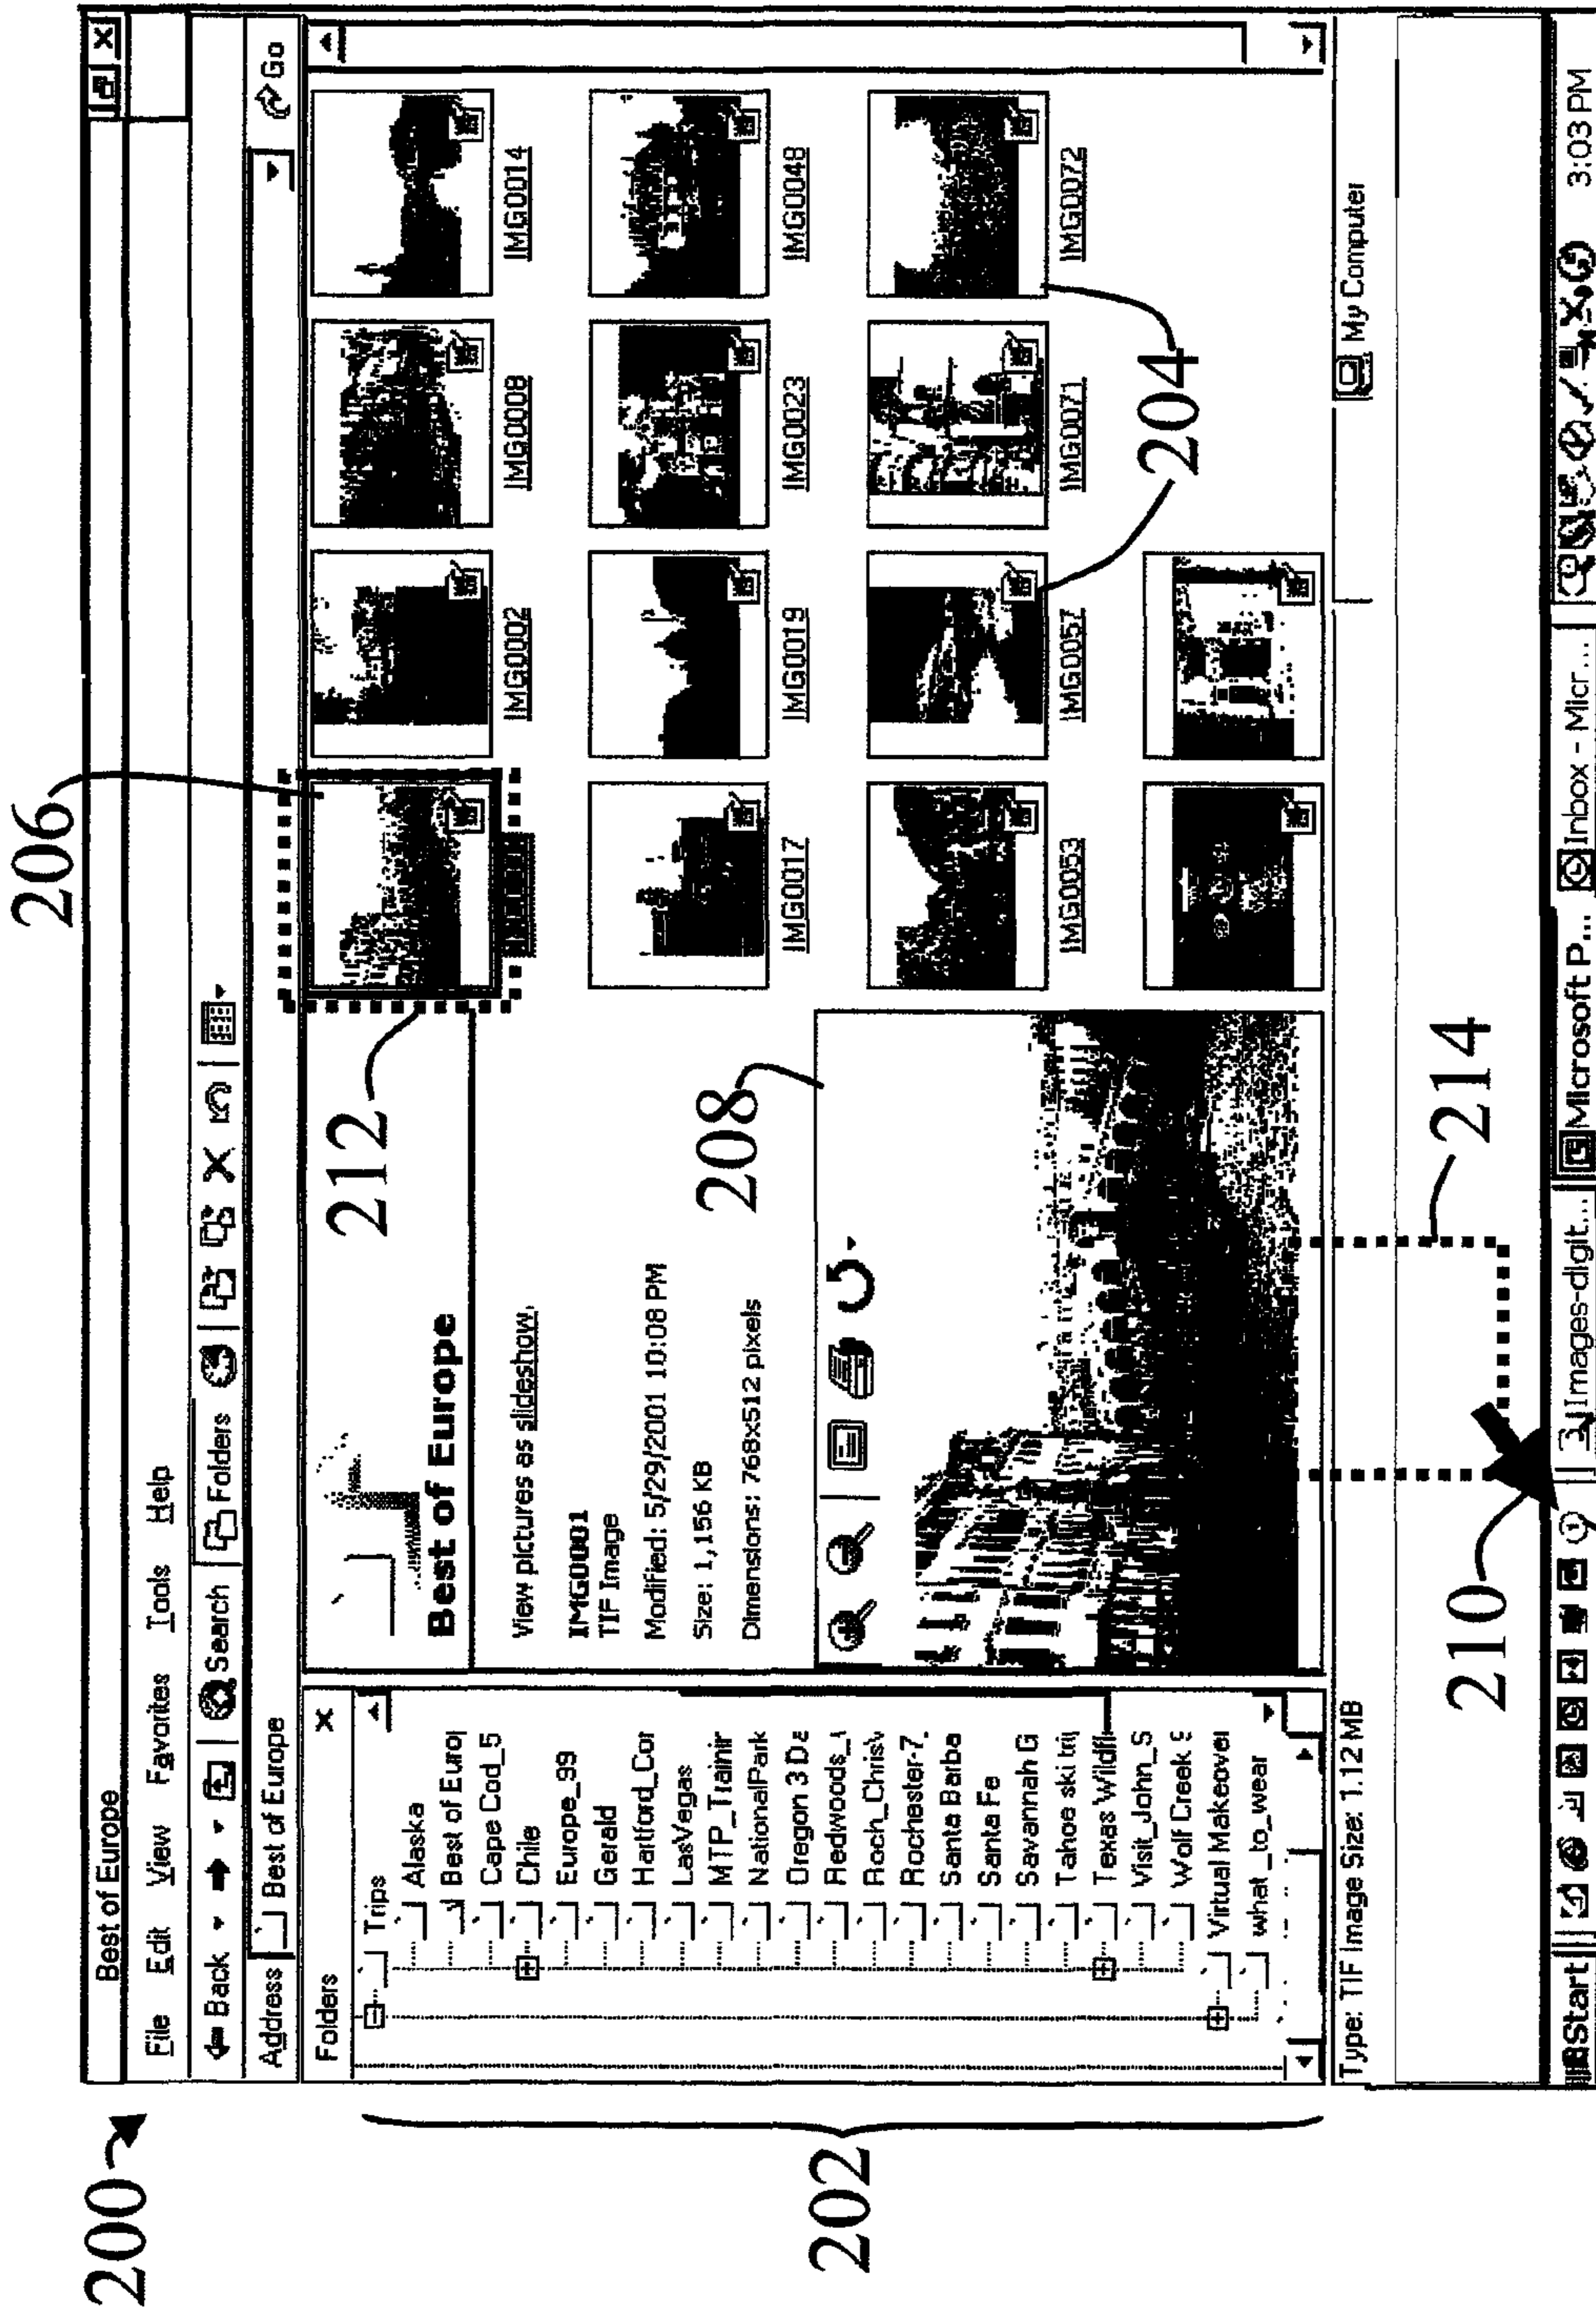 200
206
Best of Europe
File Edit View Favorites Tools Help
Back Search Folders
Address Best of Europe Go
202
Folders
Trips
Alaska
Best of Euro
Cape Cod_5
Chile
Europe_99
Gerald
Hartford_Cor
LasVegas
MTP_Trainir
NationalPark
Oregon 3 Da
Redwoods_
Roch_Chris
Rochester-7
Santa Barba
Santa Fe
Savannah G
Tahoe ski tri
Texas Wildfl
Visit_John_S
Wolf Creek
Virtual Makeover
what_to_wear
212
Best of Europe
View pictures as slideshow.
IMG0001
TIF Image
Modified: 5/29/2001 10:08 PM
Size: 1,156 KB
Dimensions: 768x512 pixels
208
IMG0002
IMG0008
IMG0014
IMG0017
IMG0019
IMG0023
IMG0048
IMG0053
IMG0057
IMG0071
IMG0072
204
Type: TIF Image Size: 1.12 MB
My Computer
210
214
Start
Images-digit...
Microsoft P...
Inbox - Micr...
3:03 PM